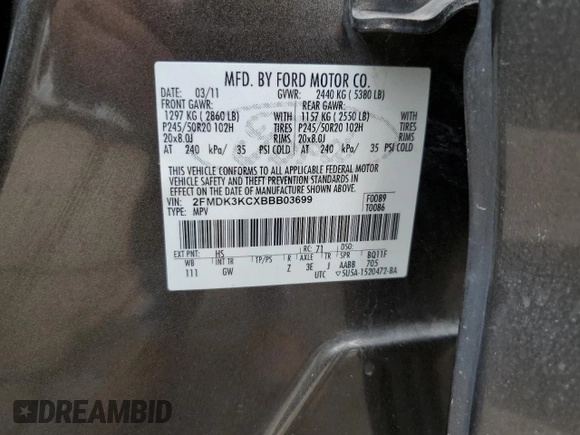 MFD. BY FORD MOTOR CO.
DATE: 03/11 GVWR: 2440 KG ( 5380 LB)
FRONT GAWR: REAR GAWR:
1297 KG ( 2860 LB) WITH 1157 KG ( 2550 LB) WITH
P245/50R20 102H TIRES P245/50R20 102H TIRES
20x8.0J RIMS 20x8.0J RIMS
AT 240 kPa/ 35 PSI COLD AT 240 kPa/ 35 PSI COLD
THIS VEHICLE CONFORMS TO ALL APPLICABLE FEDERAL MOTOR
VEHICLE SAFETY AND THEFT PREVENTION STANDARDS IN
EFFECT ON THE DATE OF MANUFACTURE SHOWN ABOVE.
VIN: 2FMDK3KCXBBB03699 F0089
TYPE: MPV T0086
EXT PNT: HS RC: 71 DSO:
WB INT TR TP/PS R AXLE TR SPR BQ11F
111 GW Z 3E J AABB 705
UTC 5U5A-1520472-BA
DREAMBID